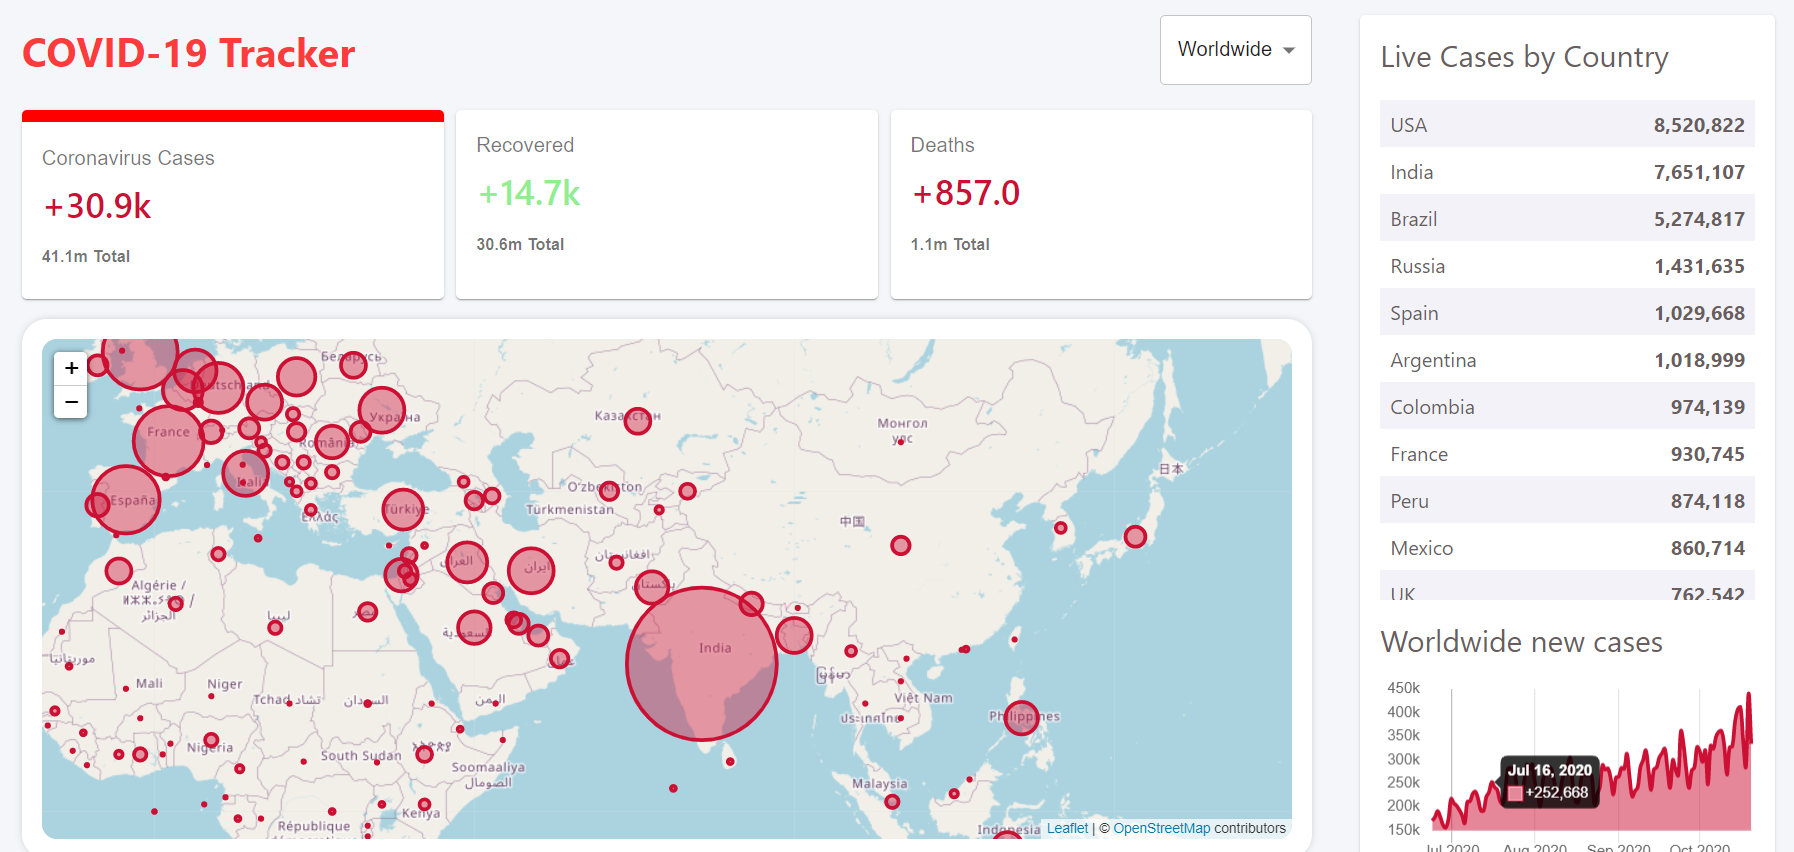 COVID-19 Tracker
Worldwide
Coronavirus Cases
+30.9k
41.1m Total
Recovered
+14.7k
30.6m Total
Deaths
+857.0
1.1m Total
+
−
Беларусь
Deutschland
France
Україна
România
Itali
España
Ελλάς
Türkiye
Казахстан
Монгол
улс
日本
O'zbekiston
Türkmenistan
中国
افغانستان
العراق
ایران
پاکستان
Algérie /
الجزائر
ليبيا
مصر
السعودية
عمان
موريتانيا
Mali
Niger
Tchad تشاد
السودان
اليمن
India
Việt Nam
ประเทศไทย
Philippines
Nigeria
South Sudan
Soomaaliya
الصومال
Malaysia
Kenya
République
Indonesia
Leaflet | © OpenStreetMap contributors
Live Cases by Country
USA 8,520,822
India 7,651,107
Brazil 5,274,817
Russia 1,431,635
Spain 1,029,668
Argentina 1,018,999
Colombia 974,139
France 930,745
Peru 874,118
Mexico 860,714
UK 762,542
Worldwide new cases
450k
400k
350k
300k
250k
200k
150k
Jul 16, 2020
+252,668
Jul 2020 Aug 2020 Sep 2020 Oct 2020